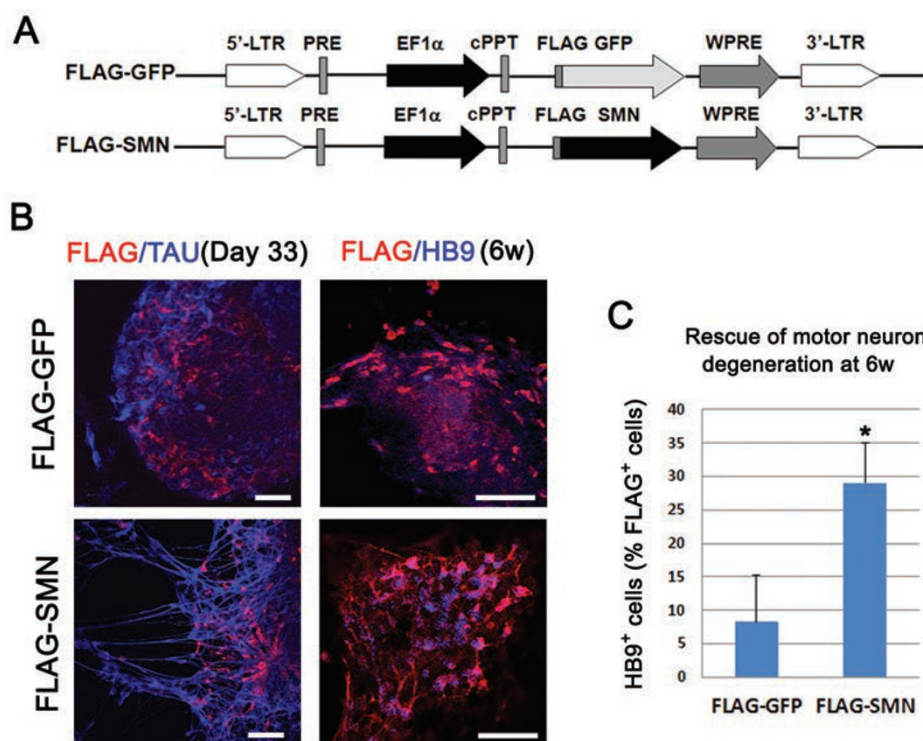 A
5'-LTR PRE EF1α cPPT FLAG GFP WPRE 3'-LTR
FLAG-GFP
5'-LTR PRE EF1α cPPT FLAG SMN WPRE 3'-LTR
FLAG-SMN
B
FLAG/TAU(Day 33) FLAG/HB9 (6w)
FLAG-GFP
FLAG-SMN
C
Rescue of motor neuron
degeneration at 6w
HB9+ cells (% FLAG+ cells)
40
35
30
25
20
15
10
5
0
*
FLAG-GFP FLAG-SMN